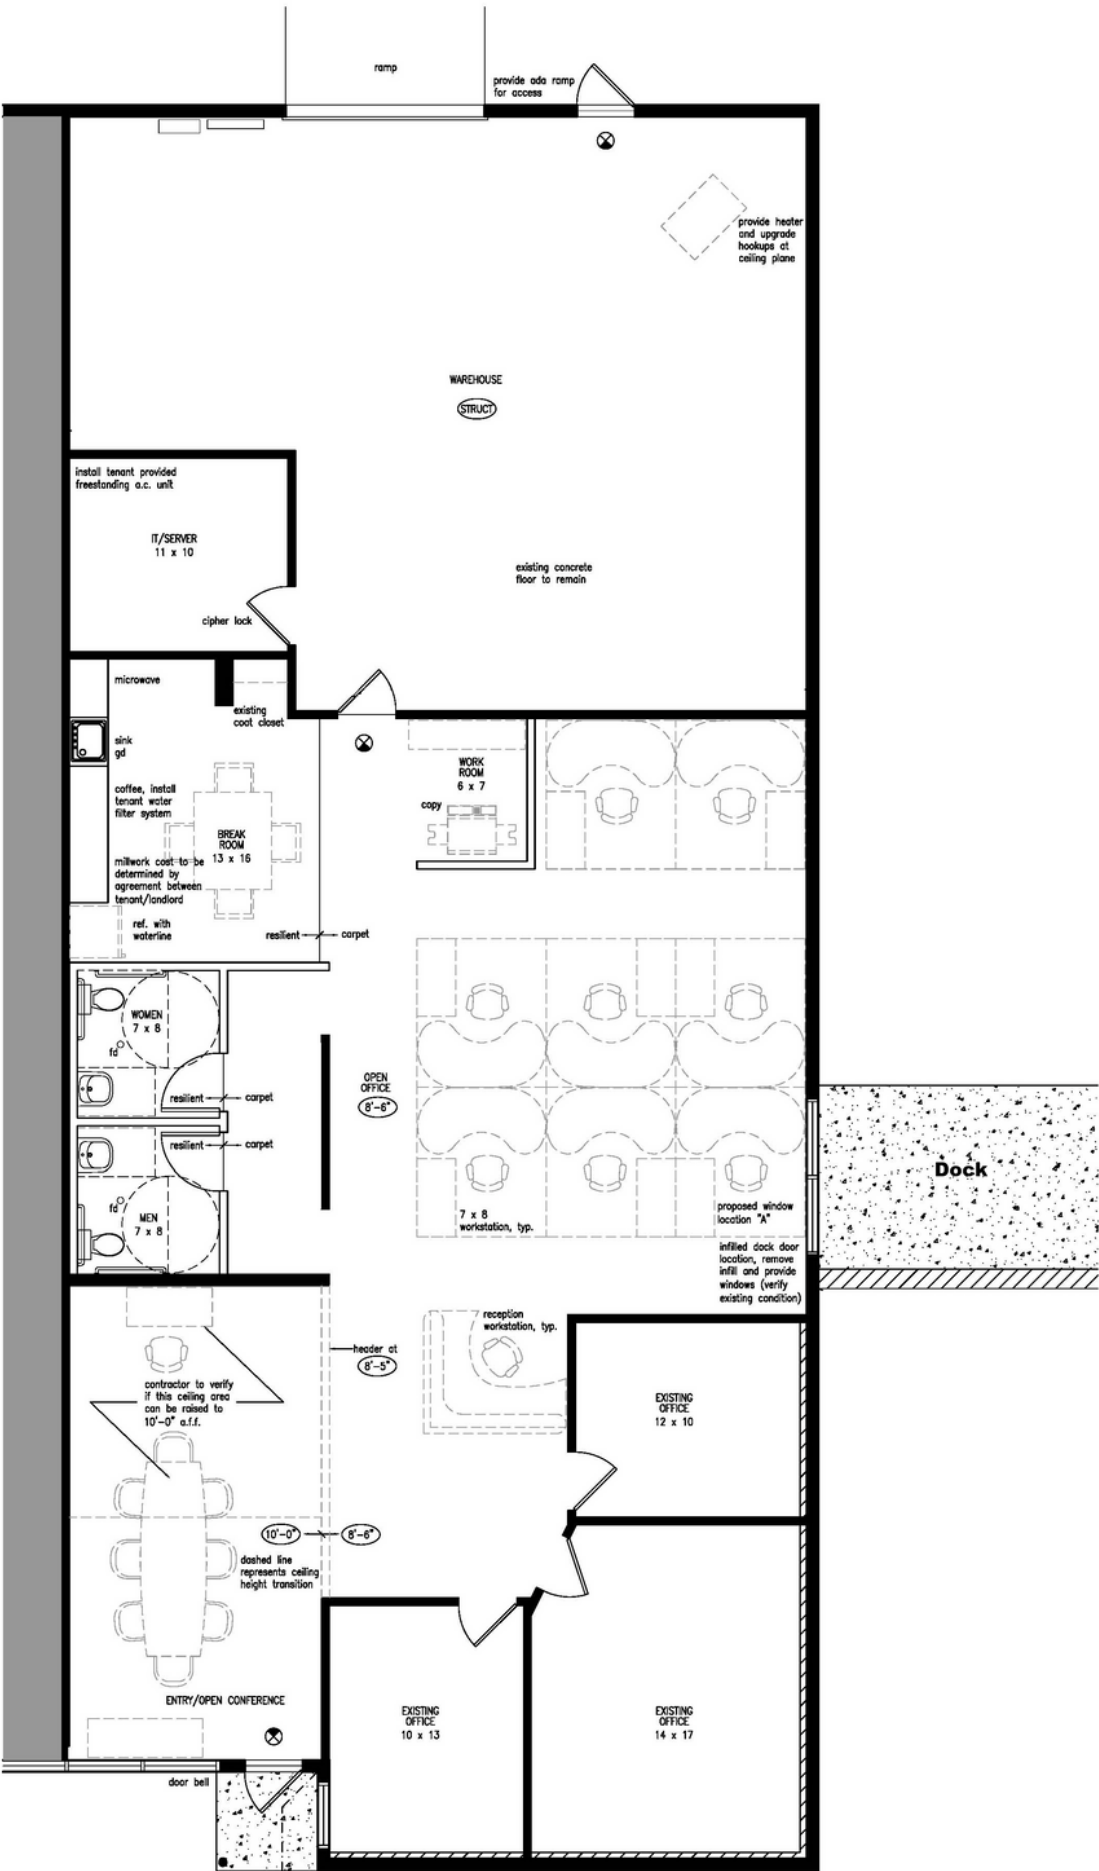 ramp
provide ada ramp
for access
provide heater
and upgrade
hookups at
ceiling plane
WAREHOUSE
STRUCT
install tenant provided
freestanding a.c. unit
IT/SERVER
11 x 10
existing concrete
floor to remain
cipher lock
microwave
existing
coat closet
sink
gd
WORK
ROOM
6 x 7
coffee, install
tenant water
filter system
copy
BREAK
ROOM
13 x 16
millwork cost to be
determined by
agreement between
tenant/landlord
ref. with
waterline
resilient carpet
WOMEN
7 x 8
fd
OPEN
OFFICE
8'-6"
resilient carpet
resilient carpet
Dock
fd
MEN
7 x 8
7 x 8
workstation, typ.
proposed window
location "A"
infilled dock door
location, remove
infill and provide
windows (verify
existing condition)
reception
workstation, typ.
header at
8'-5"
contractor to verify
if this ceiling area
can be raised to
10'-0" a.f.f.
EXISTING
OFFICE
12 x 10
10'-0" 8'-6"
dashed line
represents ceiling
height transition
ENTRY/OPEN CONFERENCE
EXISTING
OFFICE
10 x 13
EXISTING
OFFICE
14 x 17
door bell